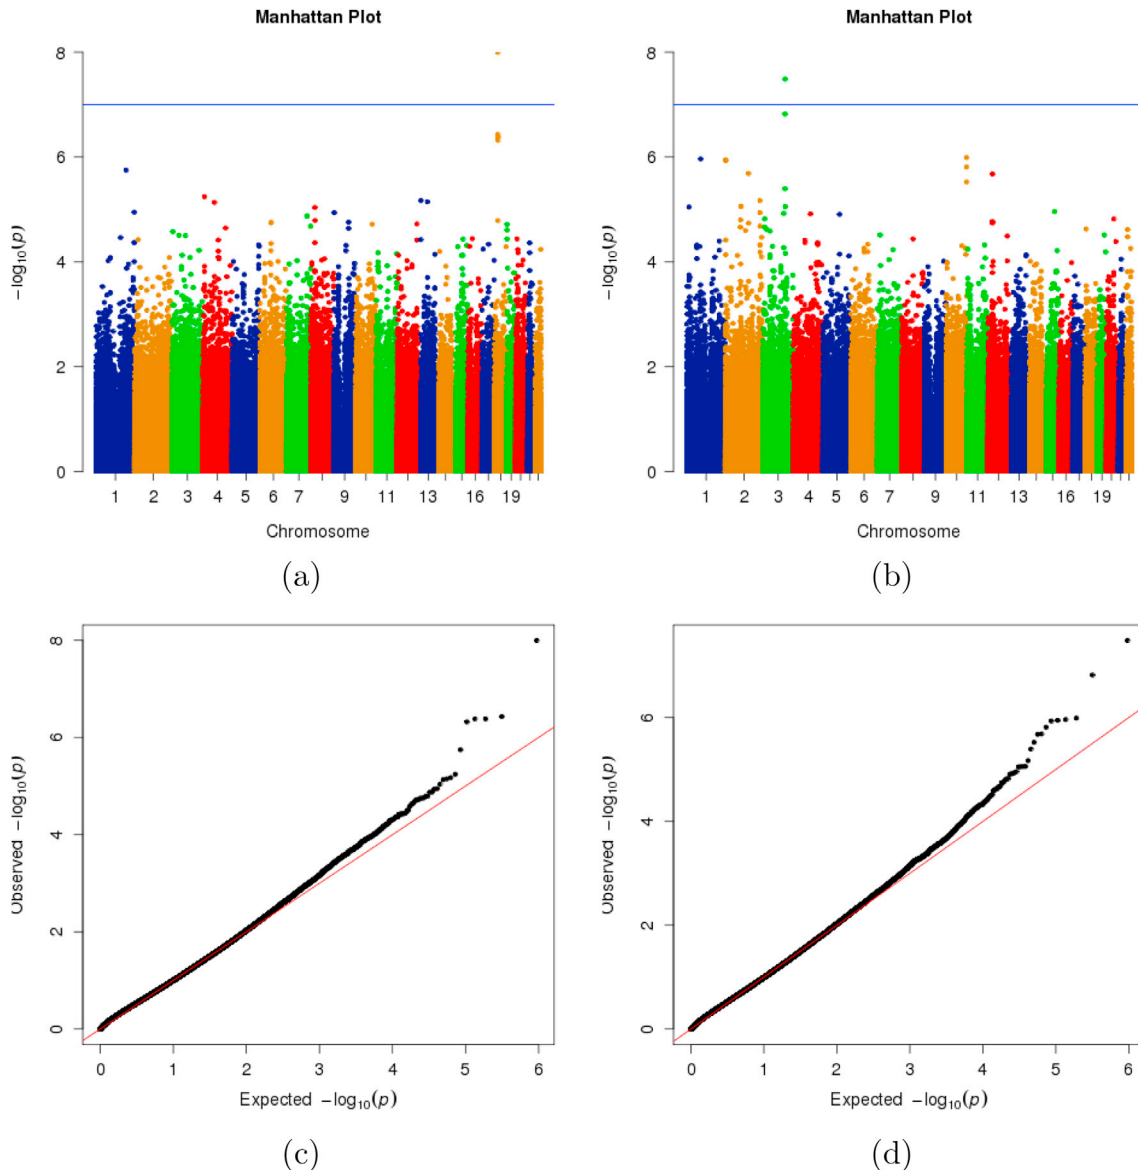 Manhattan Plot
8
6
4
2
0
−log10(p)
1 2 3 4 5 6 7 9 11 13 16 19
Chromosome
(a)
Manhattan Plot
8
6
4
2
0
−log10(p)
1 2 3 4 5 6 7 9 11 13 16 19
Chromosome
(b)
8
6
4
2
0
Observed −log10(p)
0 1 2 3 4 5 6
Expected −log10(p)
(c)
6
4
2
0
Observed −log10(p)
0 1 2 3 4 5 6
Expected −log10(p)
(d)